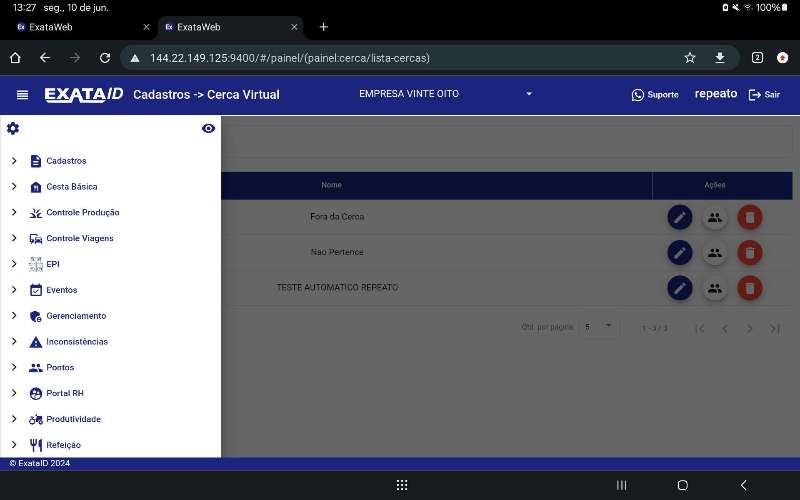 13:27 seg., 10 de jun. 100%
ExataWeb
ExataWeb
144.22.149.125:9400/#/painel/(painel:cerca/lista-cercas)
2
EXATAID Cadastros -> Cerca Virtual EMPRESA VINTE OITO Suporte repeato Sair
Cadastros
Cesta Básica
Controle Produção
Controle Viagens
EPI
Eventos
Gerenciamento
Inconsistências
Pontos
Portal RH
Produtividade
Refeição
Nome Ações
Fora da Cerca
Nao Pertence
TESTE AUTOMATICO REPEATO
Qtd. por página: 5 1 - 3 / 3
© ExataID 2024